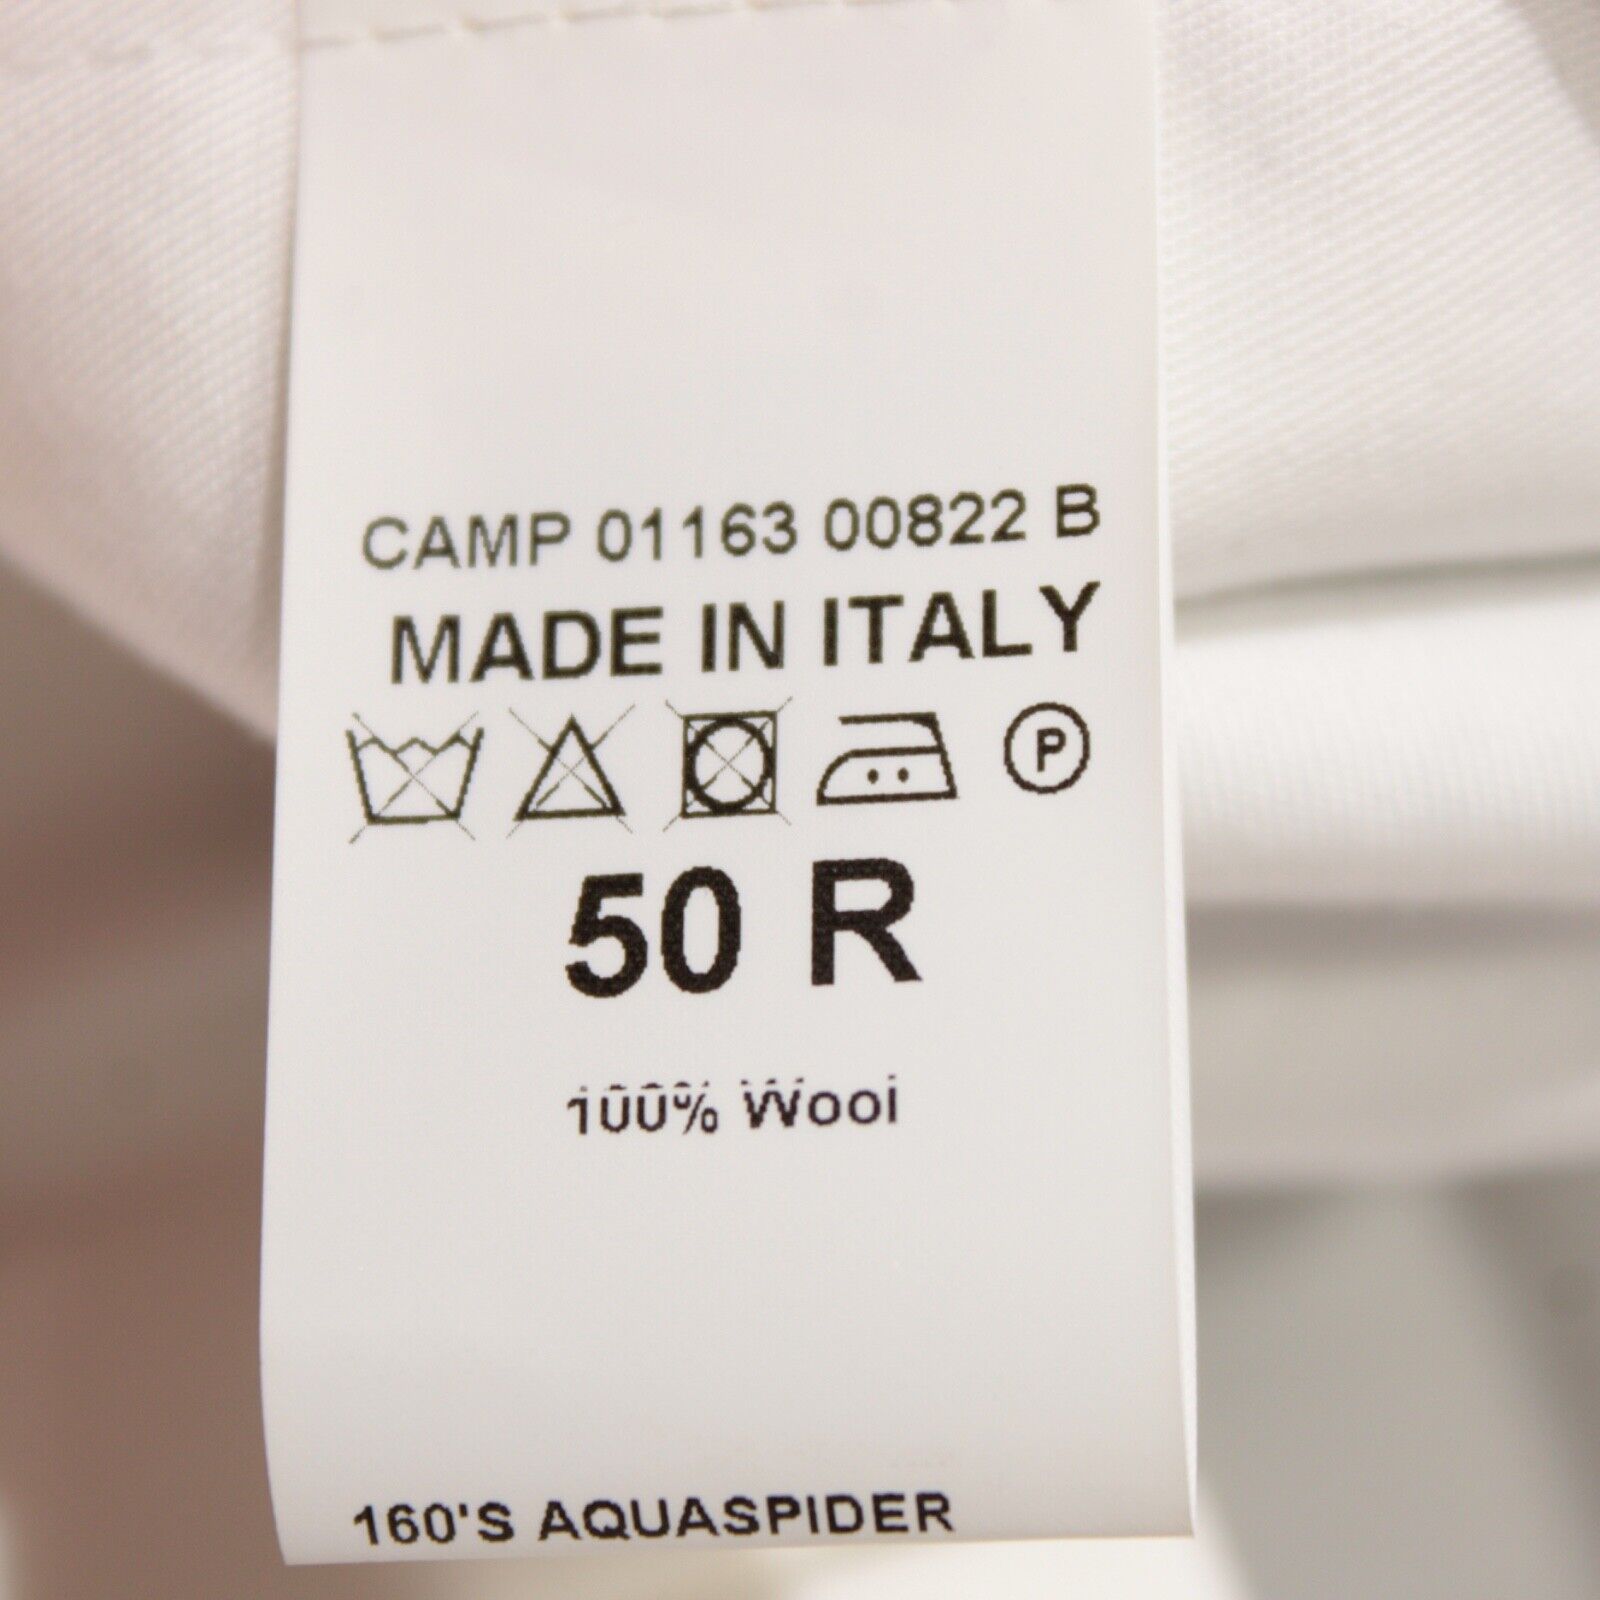 CAMP 01163 00822 B
MADE IN ITALY
P
50 R
100% Wool
160'S AQUASPIDER